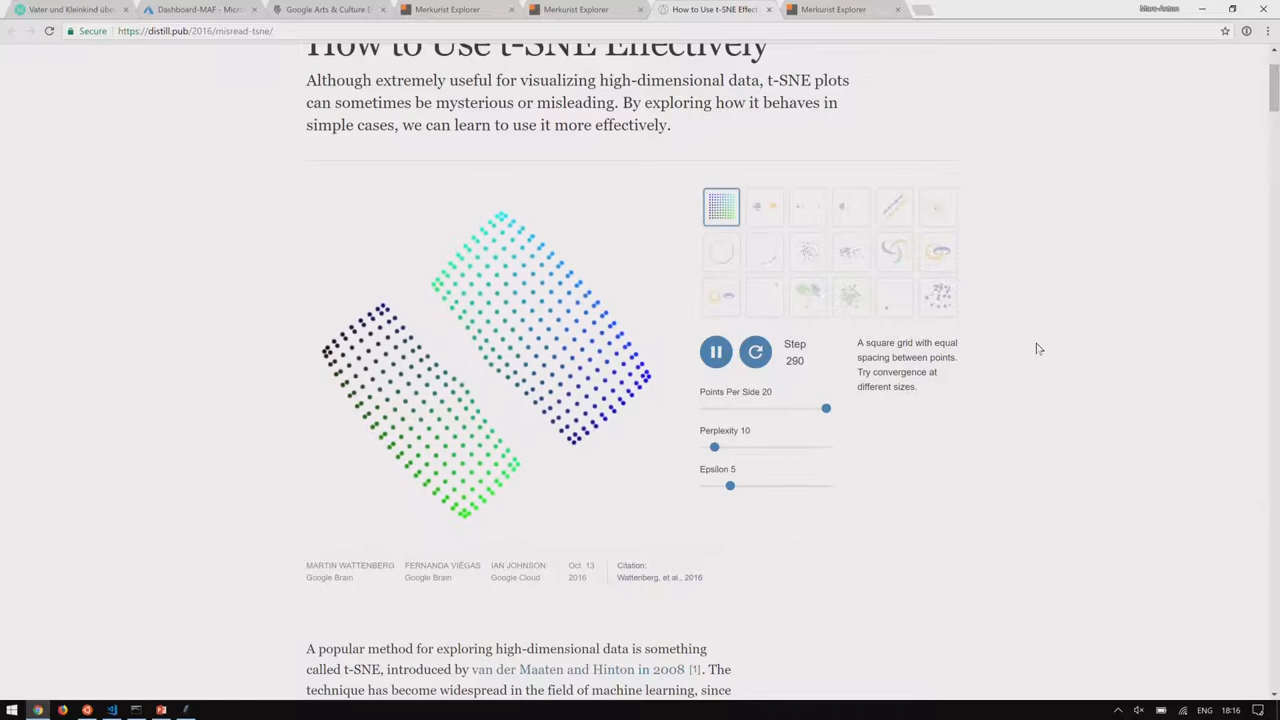 Vater und Kleinkind übe
Dashboard-MAF - Micro
Google Arts & Culture E
Merkurist Explorer
Merkurist Explorer
How to Use t-SNE Effect
Merkurist Explorer
Secure
https://distill.pub/2016/misread-tsne/
How to Use t-SNE Effectively
Although extremely useful for visualizing high-dimensional data, t-SNE plots
can sometimes be mysterious or misleading. By exploring how it behaves in
simple cases, we can learn to use it more effectively.
Step
290
A square grid with equal
spacing between points.
Try convergence at
different sizes.
Points Per Side 20
Perplexity 10
Epsilon 5
MARTIN WATTENBERG
Google Brain
FERNANDA VIÉGAS
Google Brain
IAN JOHNSON
Google Cloud
Oct. 13
2016
Citation:
Wattenberg, et al., 2016
A popular method for exploring high-dimensional data is something
called t-SNE, introduced by van der Maaten and Hinton in 2008 [1]. The
technique has become widespread in the field of machine learning, since
ENG
18:16